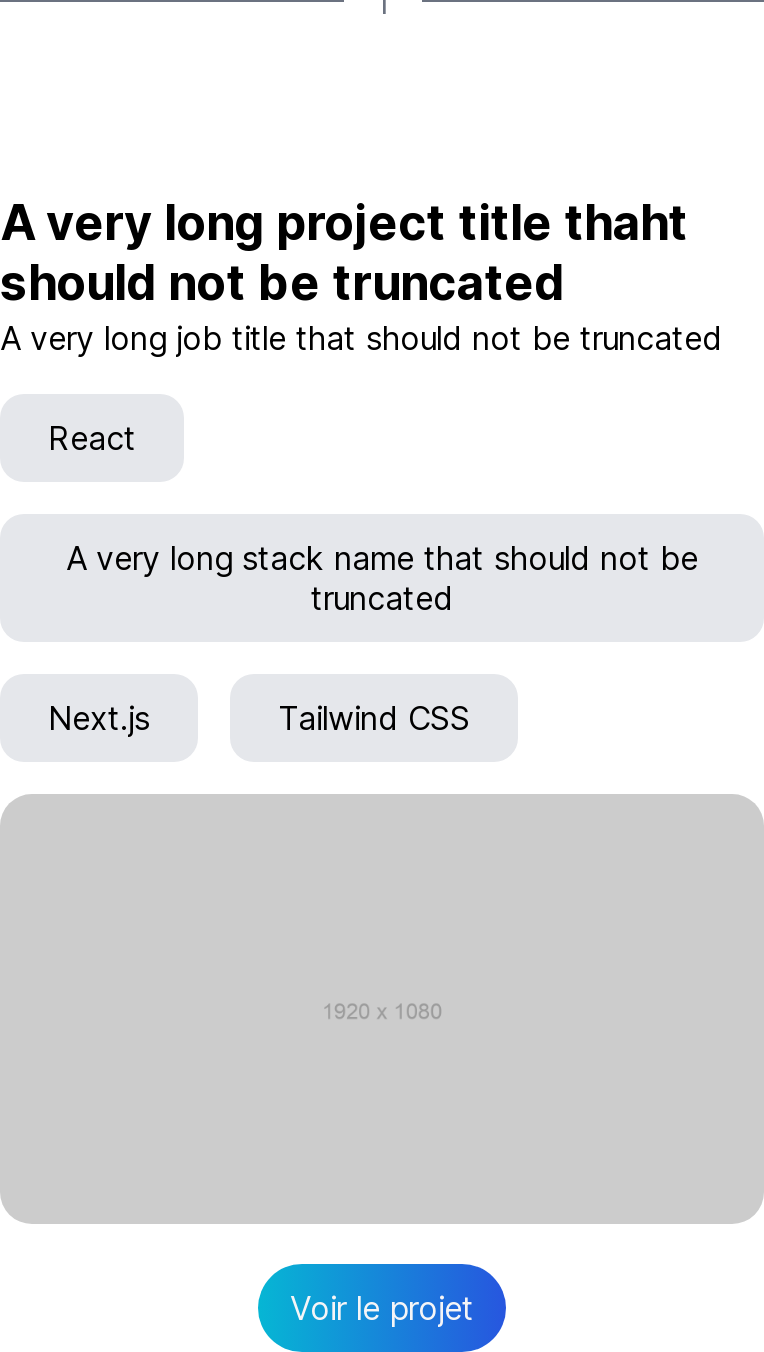 A very long project title thaht
should not be truncated
A very long job title that should not be truncated
React
A very long stack name that should not be
truncated
Next.js
Tailwind CSS
1920 x 1080
Voir le projet